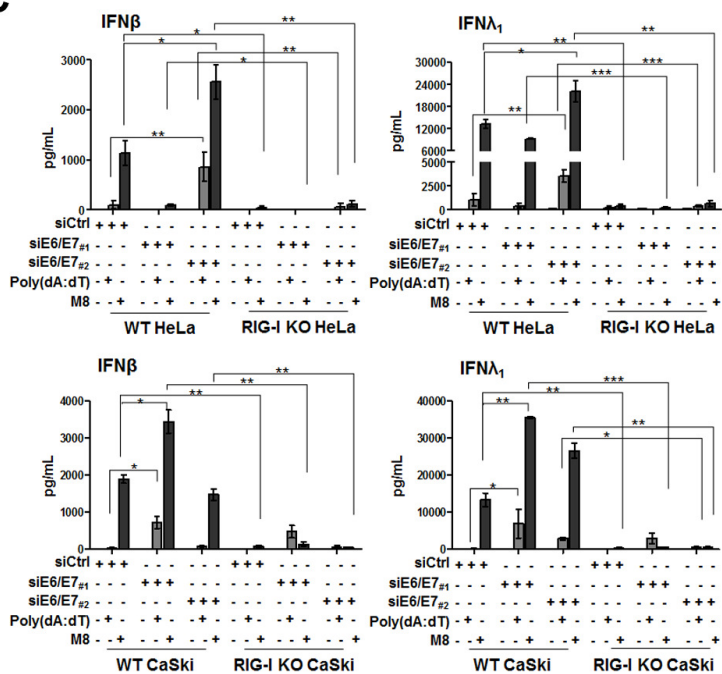 IFNβ
**
*
*
**
*
**
3000
2000
1000
0
pg/mL
siCtrl + + + - - - - - - + + + - - - - - -
siE6/E7#1 - - - + + + - - - - - - + + + - - -
siE6/E7#2 - - - - - - + + + - - - - - - + + +
Poly(dA:dT) - + - - + - - + - - + - - + - - + -
M8 - - + - - + - - + - - + - - + - - +
WT HeLa RIG-I KO HeLa
IFNλ1
**
**
*
***
***
**
30000
24000
18000
12000
6000
5000
2500
0
pg/mL
siCtrl + + + - - - - - - + + + - - - - - -
siE6/E7#1 - - - + + + - - - - - - + + + - - -
siE6/E7#2 - - - - - - + + + - - - - - - + + +
Poly(dA:dT) - + - - + - - + - - + - - + - - + -
M8 - - + - - + - - + - - + - - + - - +
WT HeLa RIG-I KO HeLa
IFNβ
**
**
**
*
*
4000
3000
2000
1000
0
pg/mL
siCtrl + + + - - - - - - + + + - - - - - -
siE6/E7#1 - - - + + + - - - - - - + + + - - -
siE6/E7#2 - - - - - - + + + - - - - - - + + +
Poly(dA:dT) - + - - + - - + - - + - - + - - + -
M8 - - + - - + - - + - - + - - + - - +
WT CaSki RIG-I KO CaSki
IFNλ1
***
**
**
**
*
*
40000
30000
20000
10000
0
pg/mL
siCtrl + + + - - - - - - + + + - - - - - -
siE6/E7#1 - - - + + + - - - - - - + + + - - -
siE6/E7#2 - - - - - - + + + - - - - - - + + +
Poly(dA:dT) - + - - + - - + - - + - - + - - + -
M8 - - + - - + - - + - - + - - + - - +
WT CaSki RIG-I KO CaSki